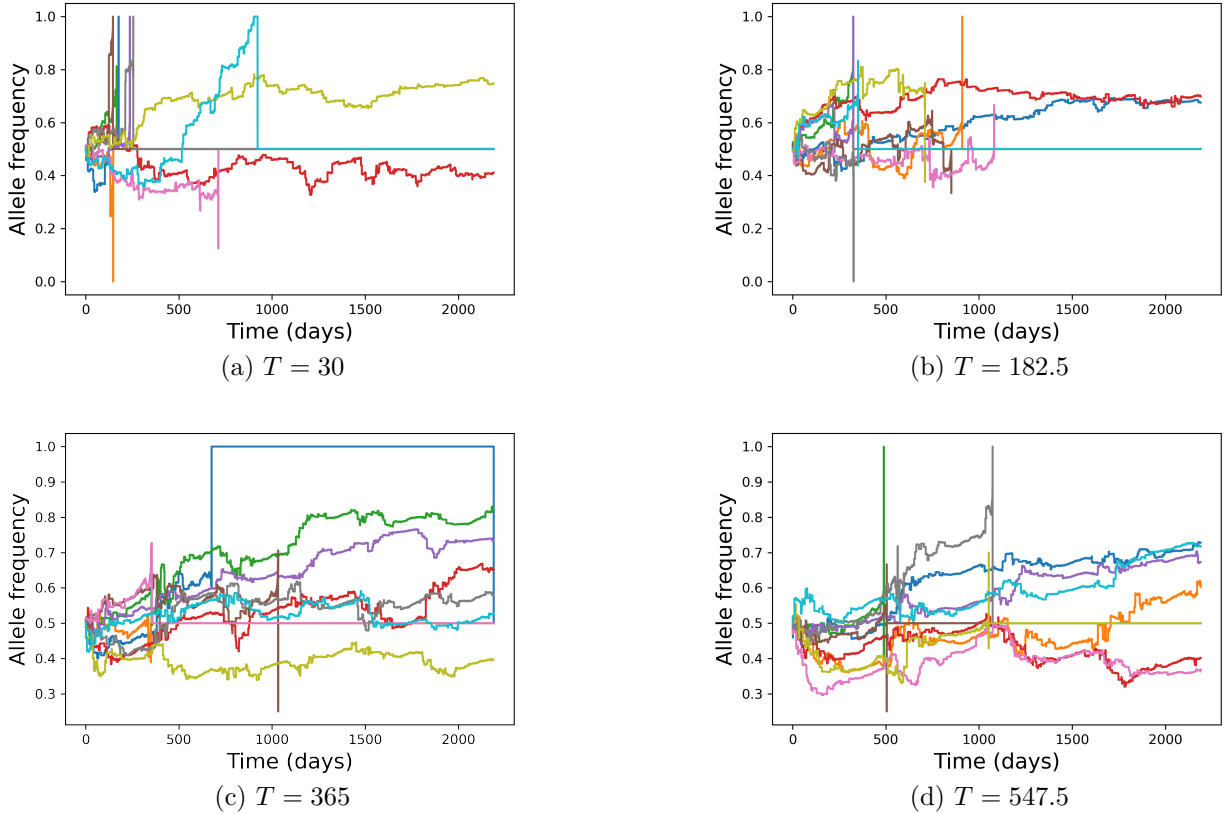 1.0
0.8
0.6
0.4
0.2
0.0
Allele frequency
0 500 1000 1500 2000
Time (days)
(a) T = 30
1.0
0.8
0.6
0.4
0.2
0.0
Allele frequency
0 500 1000 1500 2000
Time (days)
(b) T = 182.5
1.0
0.9
0.8
0.7
0.6
0.5
0.4
0.3
Allele frequency
0 500 1000 1500 2000
Time (days)
(c) T = 365
1.0
0.9
0.8
0.7
0.6
0.5
0.4
0.3
Allele frequency
0 500 1000 1500 2000
Time (days)
(d) T = 547.5